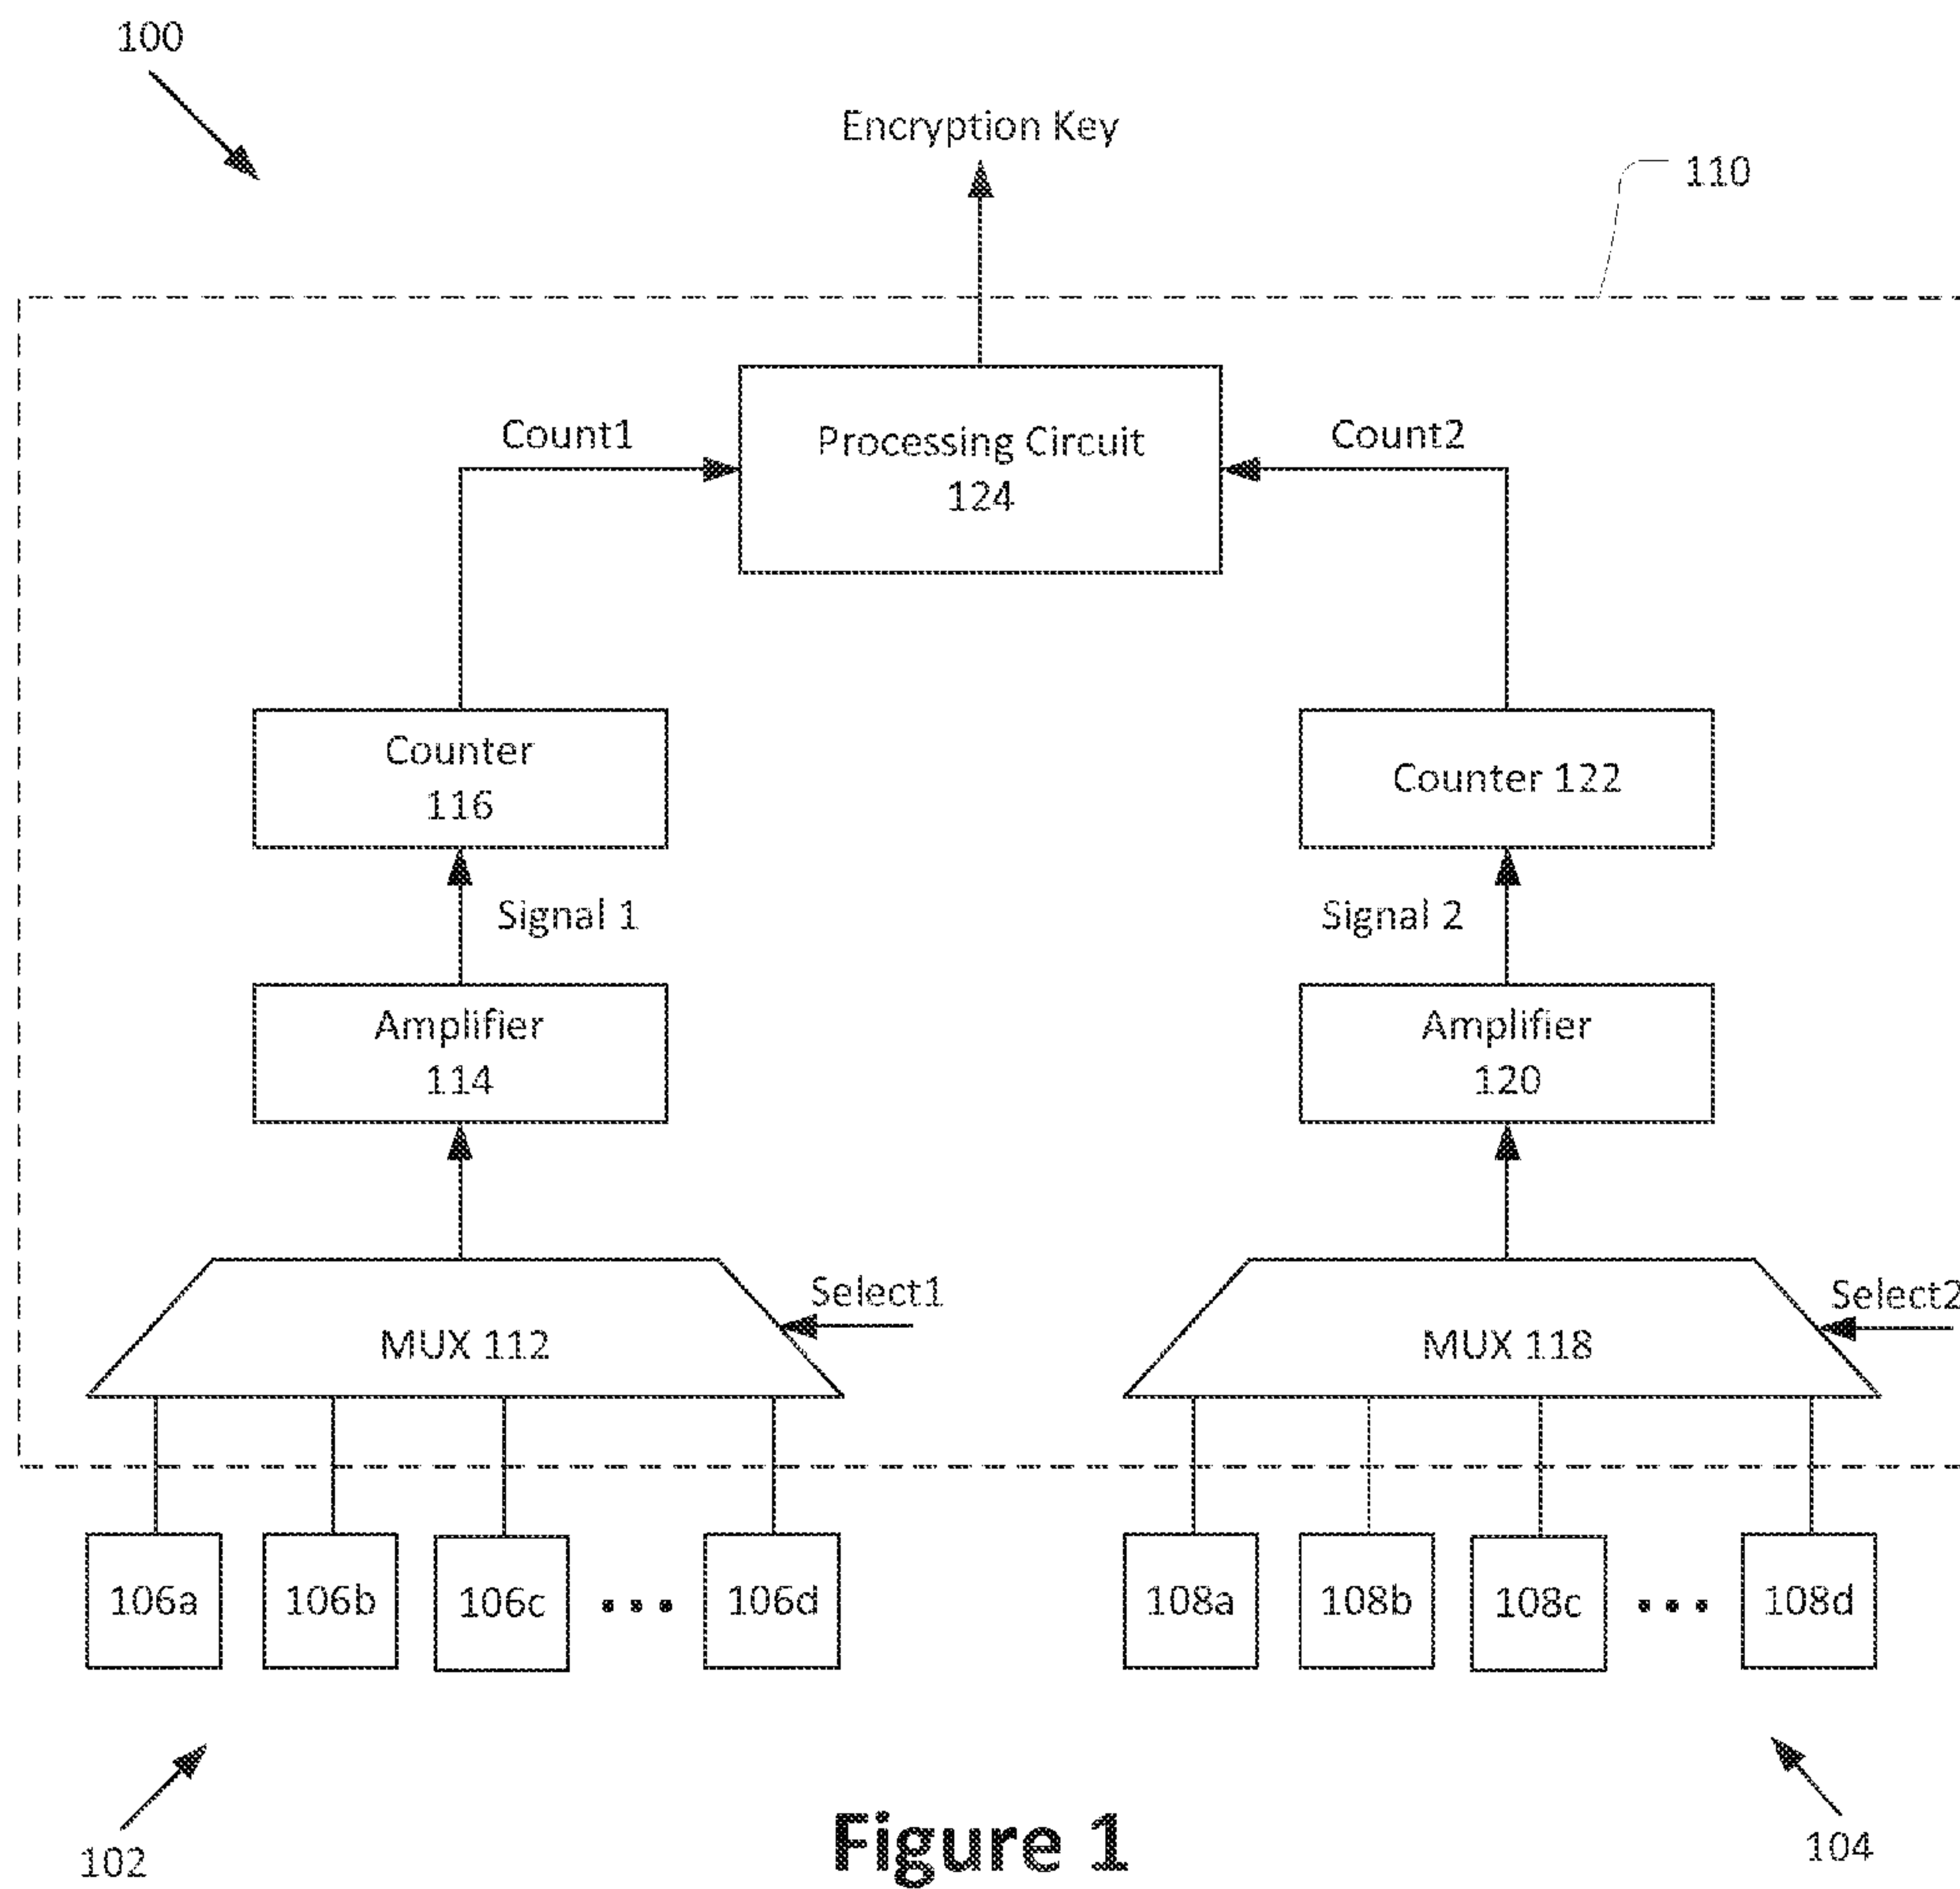 100
Encryption Key
110
Count1
Processing Circuit
124
Count2
Counter
116
Counter 122
Signal 1
Signal 2
Amplifier
114
Amplifier
120
Select1
Select2
MUX 112
MUX 118
106a
106b
106c
...
106d
108a
108b
108c
...
108d
102
Figure 1
104